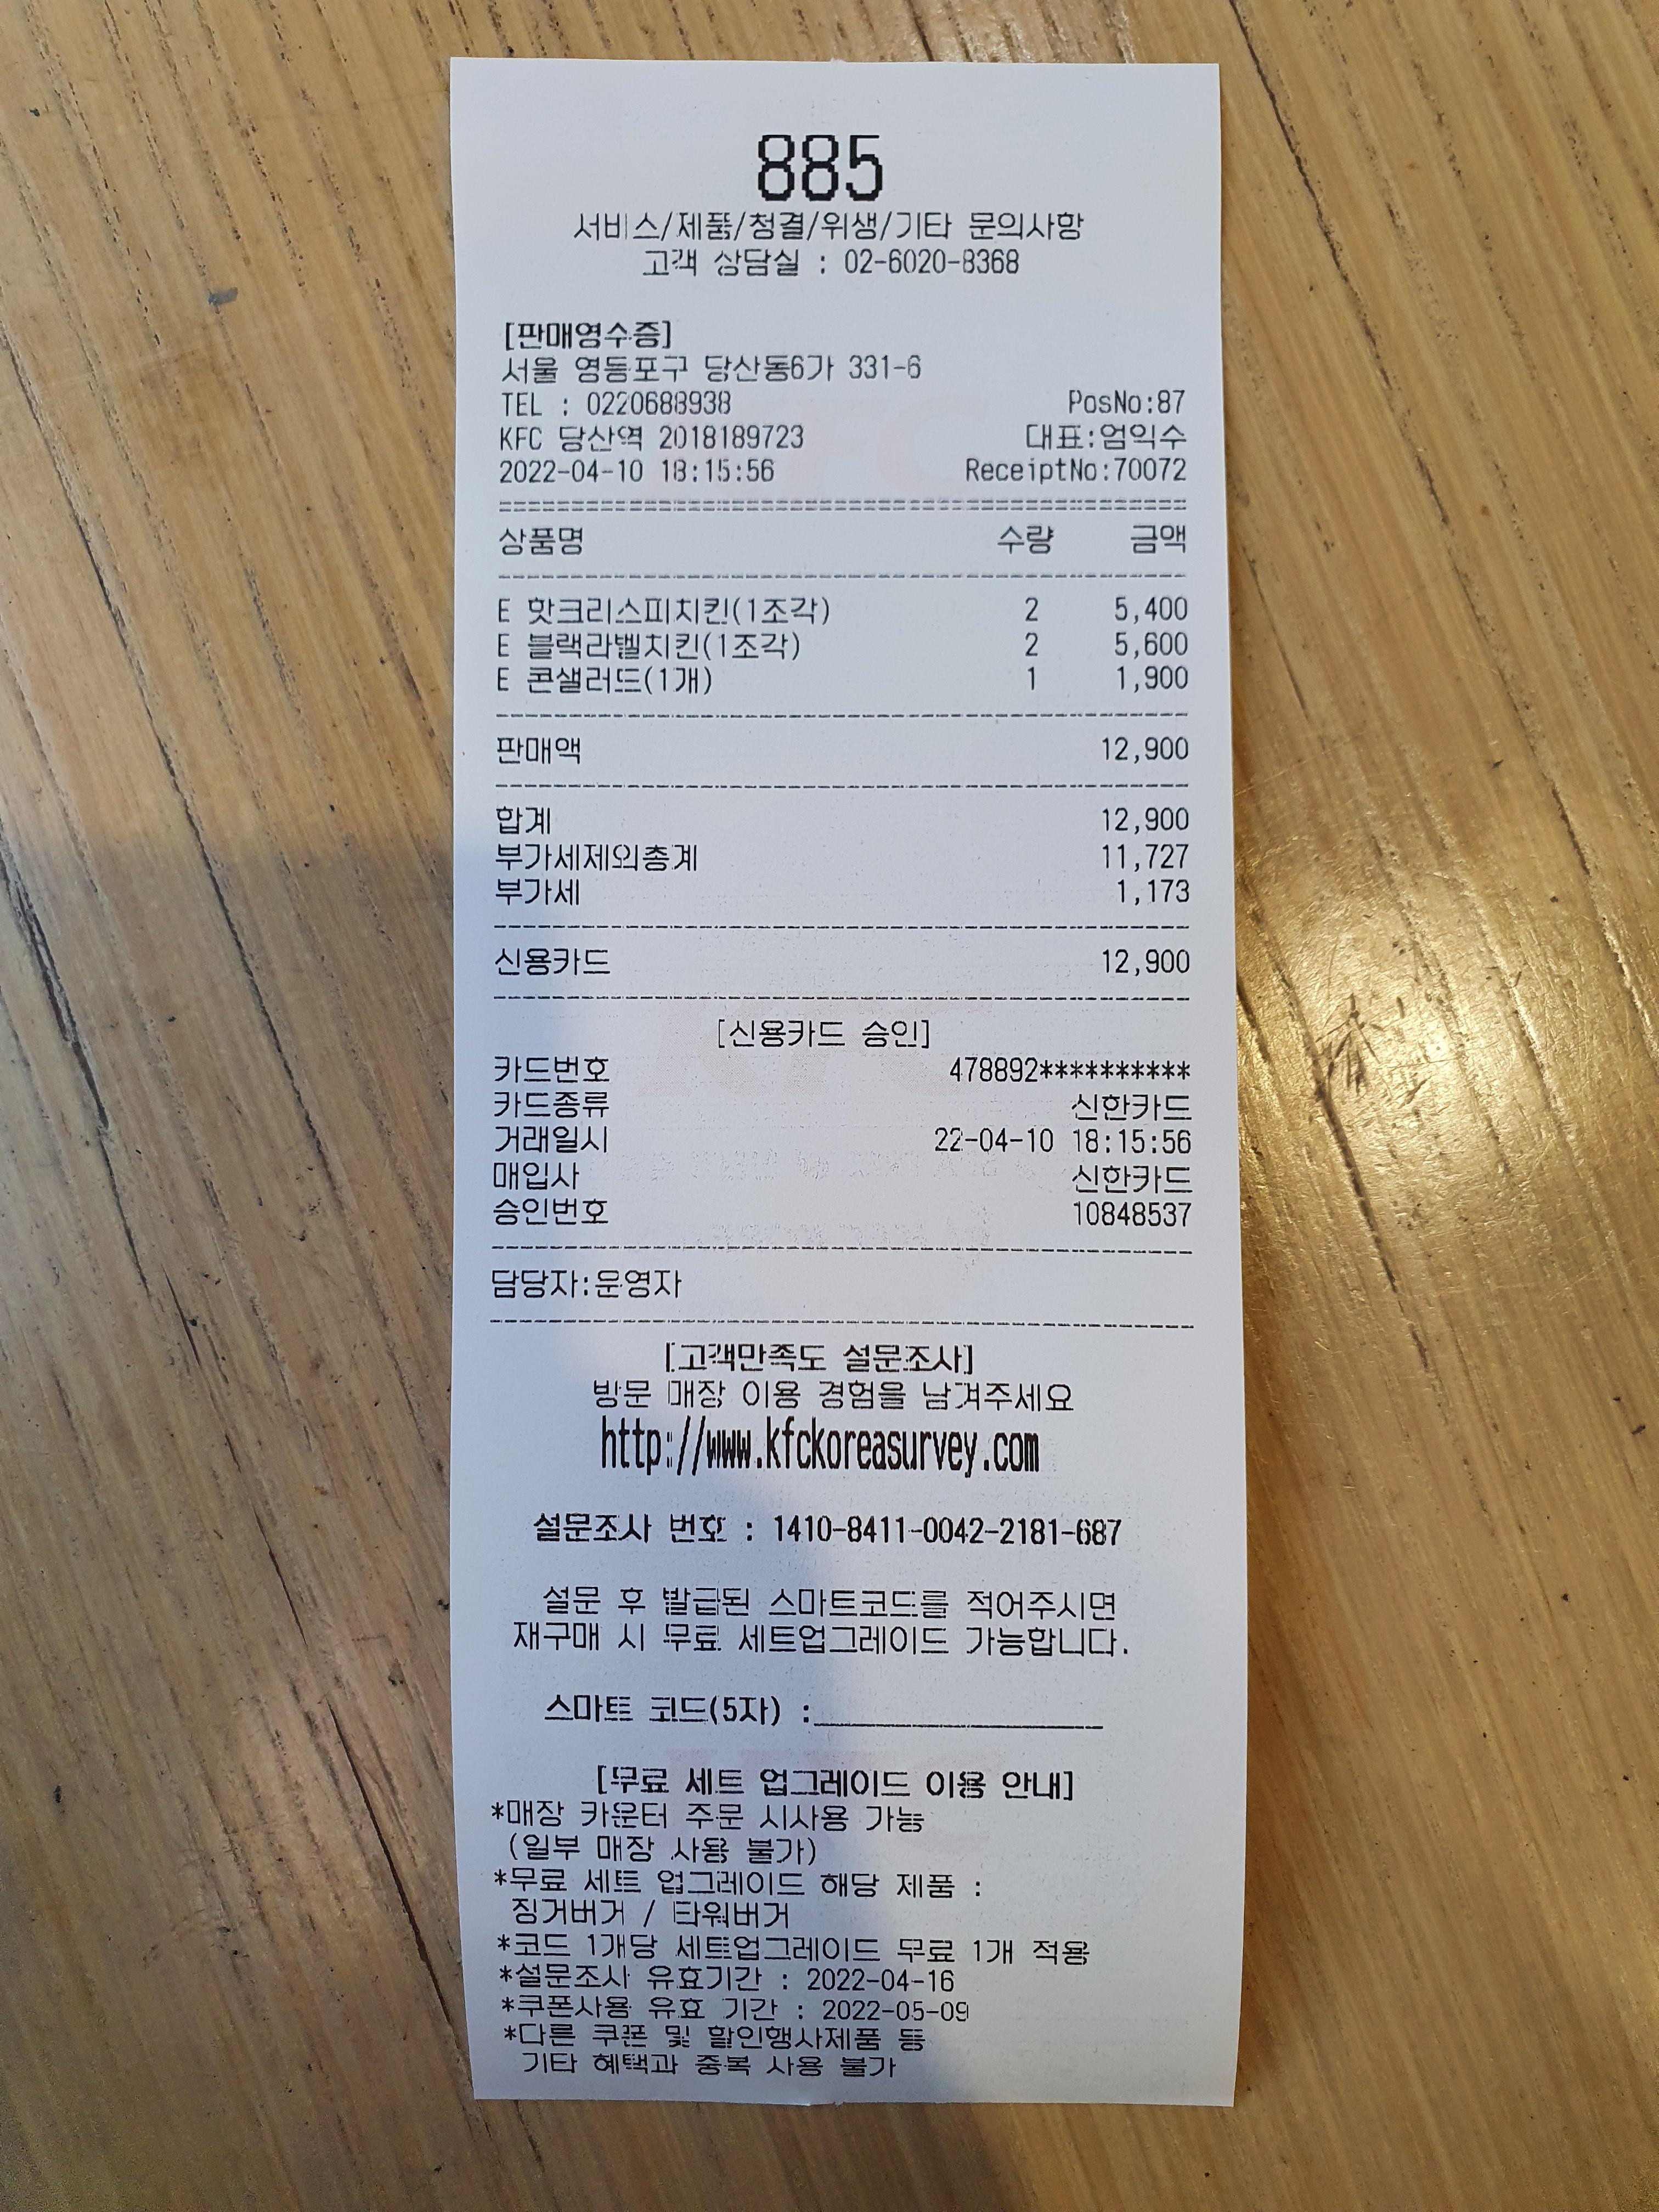 885
서비스/제품/청결/위생/기타 문의사항
고객 상담실 : 02-6020-8368
[판매영수증]
서울 영등포구 당산동6가 331-6
TEL : 0220688938 PosNo:87
KFC 당산역 2018189723 대표:엄익수
2022-04-10 18:15:56 ReceiptNo:70072
상품명 수량 금액
E 핫크리스피치킨(1조각) 2 5,400
E 블랙라벨치킨(1조각) 2 5,600
E 콘샐러드(1개) 1 1,900
판매액 12,900
합계 12,900
부가세제외총계 11,727
부가세 1,173
신용카드 12,900
[신용카드 승인]
카드번호 478892**********
카드종류 신한카드
거래일시 22-04-10 18:15:56
매입사 신한카드
승인번호 10848537
담당자:운영자
[고객만족도 설문조사]
방문 매장 이용 경험을 남겨주세요
http://www.kfckoreasurvey.com
설문조사 번호 : 1410-8411-0042-2181-687
설문 후 발급된 스마트코드를 적어주시면
재구매 시 무료 세트업그레이드 가능합니다.
스마트 코드(5자) :____________________
[무료 세트 업그레이드 이용 안내]
*매장 카운터 주문 시사용 가능
(일부 매장 사용 불가)
*무료 세트 업그레이드 해당 제품 :
징거버거 / 타워버거
*코드 1개당 세트업그레이드 무료 1개 적용
*설문조사 유효기간 : 2022-04-16
*쿠폰사용 유효 기간 : 2022-05-09
*다른 쿠폰 및 할인행사제품 등
기타 혜택과 중복 사용 불가